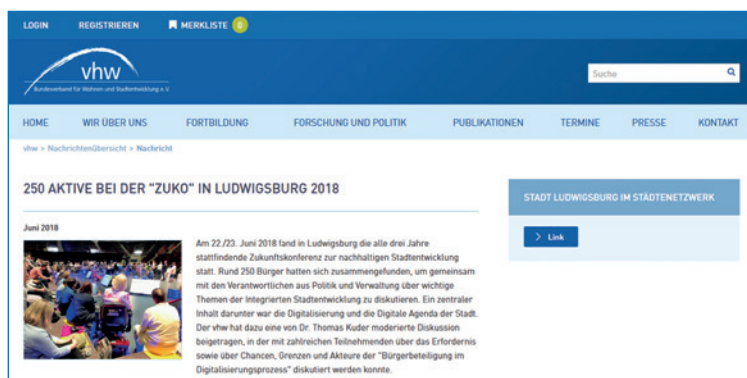 LOGIN REGISTRIEREN MERKLISTE 0
vhw
Bundesverband für Wohnen und Stadtentwicklung e.V.
Suche
HOME WIR ÜBER UNS FORTBILDUNG FORSCHUNG UND POLITIK PUBLIKATIONEN TERMINE PRESSE KONTAKT
vhw » Nachrichtenübersicht » Nachricht
250 AKTIVE BEI DER "ZUKO" IN LUDWIGSBURG 2018
Juni 2018
Am 22./23. Juni 2018 fand in Ludwigsburg die alle drei Jahre
stattfindende Zukunftskonferenz zur nachhaltigen Stadtentwicklung
statt. Rund 250 Bürger hatten sich zusammengefunden, um gemeinsam
mit den Verantwortlichen aus Politik und Verwaltung über wichtige
Themen der Integrierten Stadtentwicklung zu diskutieren. Ein zentraler
Inhalt darunter war die Digitalisierung und die Digitale Agenda der Stadt.
Der vhw hat dazu eine von Dr. Thomas Kuder moderierte Diskussion
beigetragen, in der mit zahlreichen Teilnehmenden über das Erfordernis
sowie über Chancen, Grenzen und Akteure der "Bürgerbeteiligung im
Digitalisierungsprozess" diskutiert werden konnte.
STADT LUDWIGSBURG IM STÄDTENETZWERK
> Link